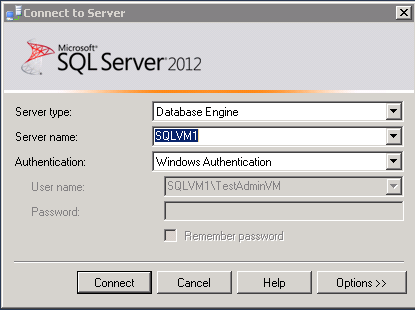 Connect to Server
Microsoft®
SQL Server® 2012
Server type: Database Engine
Server name: SQLVM1
Authentication: Windows Authentication
User name: SQLVM1\TestAdminVM
Password:
Remember password
Connect Cancel Help Options >>